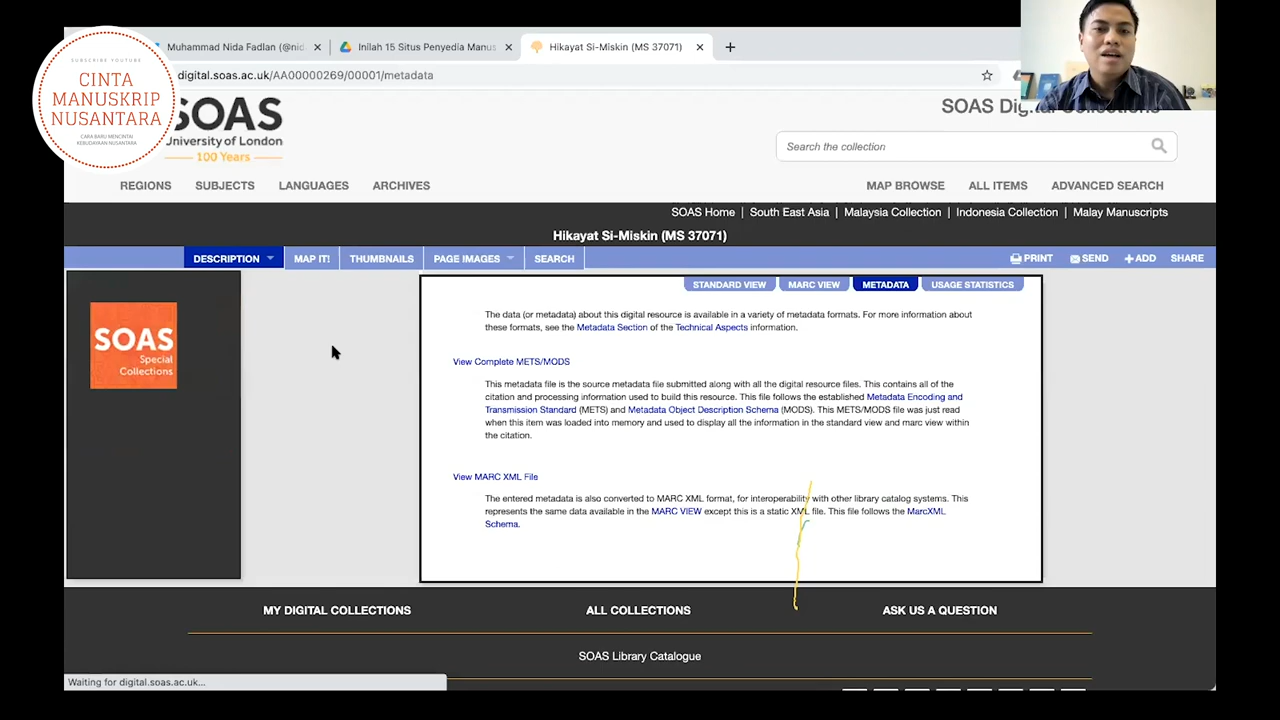 Muhammad Nida Fadlan (@nid
Inilah 15 Situs Penyedia Manus
Hikayat Si-Miskin (MS 37071)
digital.soas.ac.uk/AA00000269/00001/metadata
SUBSCRIBE YOUTUBE
CINTA
MANUSKRIP
NUSANTARA
CARA BARU MENCINTAI
KEBUDAYAAN NUSANTARA
SOAS
University of London
100 Years
SOAS Digital Collections
Search the collection
REGIONS SUBJECTS LANGUAGES ARCHIVES MAP BROWSE ALL ITEMS ADVANCED SEARCH
SOAS Home | South East Asia | Malaysia Collection | Indonesia Collection | Malay Manuscripts
Hikayat Si-Miskin (MS 37071)
DESCRIPTION MAP IT! THUMBNAILS PAGE IMAGES SEARCH PRINT SEND ADD SHARE
STANDARD VIEW MARC VIEW METADATA USAGE STATISTICS
SOAS
Special
Collections
The data (or metadata) about this digital resource is available in a variety of metadata formats. For more information about
these formats, see the Metadata Section of the Technical Aspects information.
View Complete METS/MODS
This metadata file is the source metadata file submitted along with all the digital resource files. This contains all of the
citation and processing information used to build this resource. This file follows the established Metadata Encoding and
Transmission Standard (METS) and Metadata Object Description Schema (MODS). This METS/MODS file was just read
when this item was loaded into memory and used to display all the information in the standard view and marc view within
the citation.
View MARC XML File
The entered metadata is also converted to MARC XML format, for interoperability with other library catalog systems. This
represents the same data available in the MARC VIEW except this is a static XML file. This file follows the MarcXML
Schema.
MY DIGITAL COLLECTIONS ALL COLLECTIONS ASK US A QUESTION
SOAS Library Catalogue
Waiting for digital.soas.ac.uk...